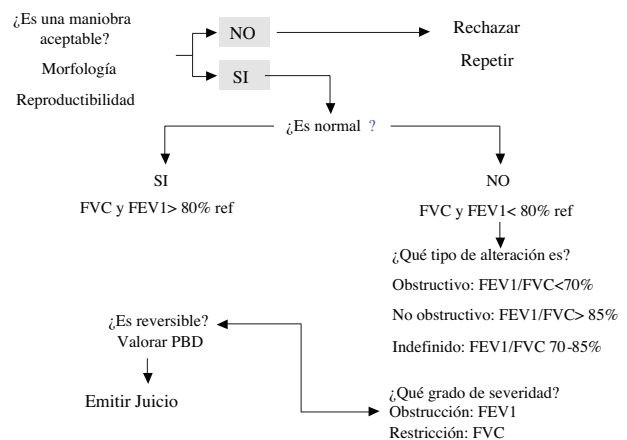 ¿Es una maniobra
aceptable?
Morfología
Reproductibilidad
NO
SI
Rechazar
Repetir
¿Es normal ?
SI
FVC y FEV1> 80% ref
NO
FVC y FEV1< 80% ref
¿Qué tipo de alteración es?
Obstructivo: FEV1/FVC<70%
No obstructivo: FEV1/FVC> 85%
Indefinido: FEV1/FVC 70-85%
¿Qué grado de severidad?
Obstrucción: FEV1
Restricción: FVC
¿Es reversible?
Valorar PBD
Emitir Juicio